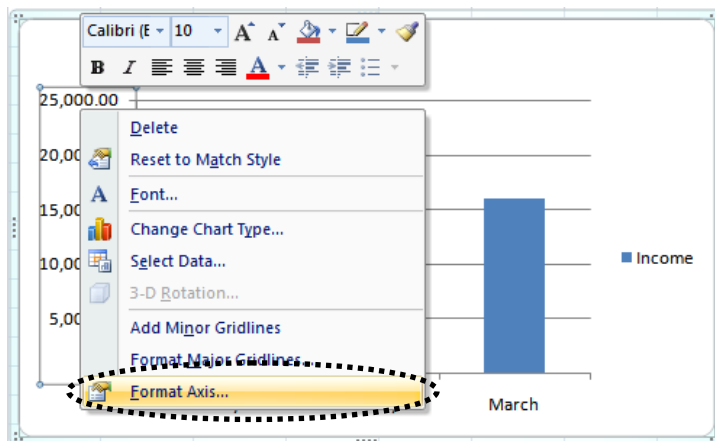 Calibri (E 10 A A
B I A
25,000.00
Delete
20,00
Reset to Match Style
A Font...
15,00
Change Chart Type...
10,00
Select Data...
Income
3-D Rotation...
5,00
Add Minor Gridlines
Format Major Gridlines...
Format Axis...
March